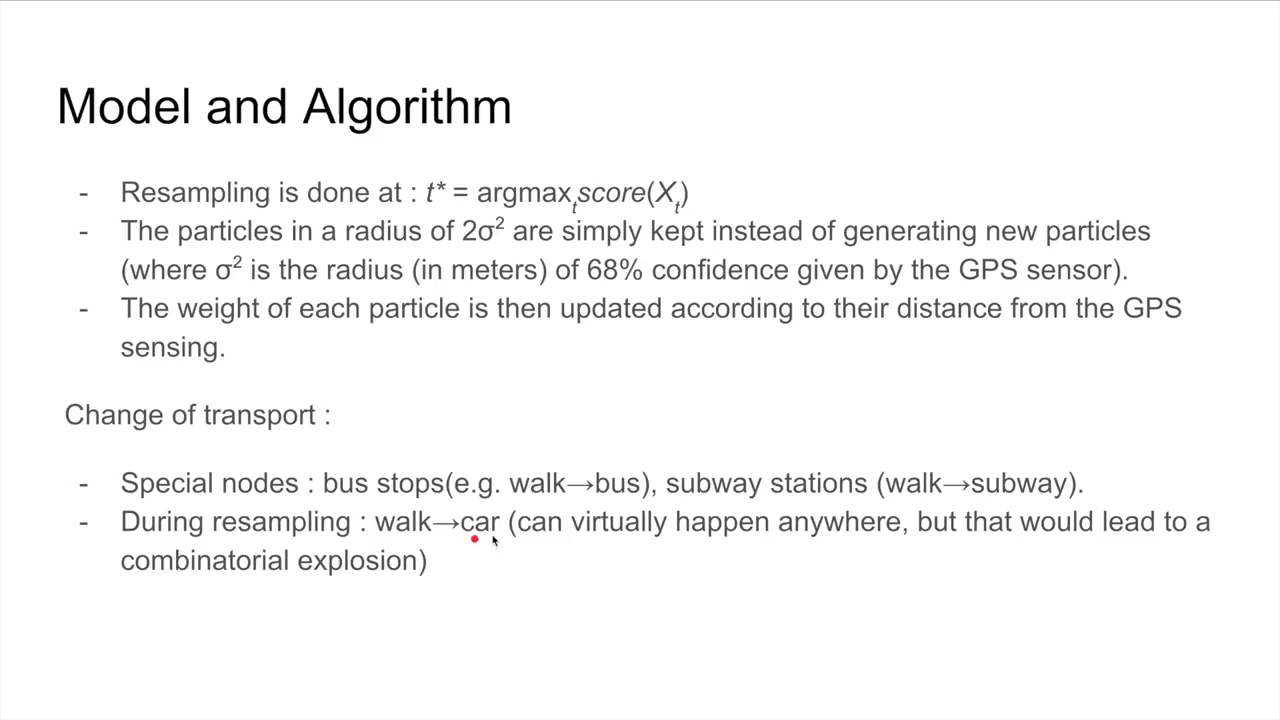 Model and Algorithm
- Resampling is done at : t* = argmaxₜscore(Xₜ)
- The particles in a radius of 2σ² are simply kept instead of generating new particles
(where σ² is the radius (in meters) of 68% confidence given by the GPS sensor).
- The weight of each particle is then updated according to their distance from the GPS
sensing.
Change of transport :
- Special nodes : bus stops(e.g. walk→bus), subway stations (walk→subway).
- During resampling : walk→car (can virtually happen anywhere, but that would lead to a
combinatorial explosion)